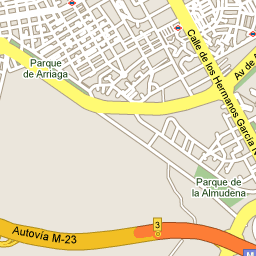 Calle de los Hermanos García N
Av de A
Parque
de Arriaga
Parque de
la Almudena
3
Autovía M-23
M